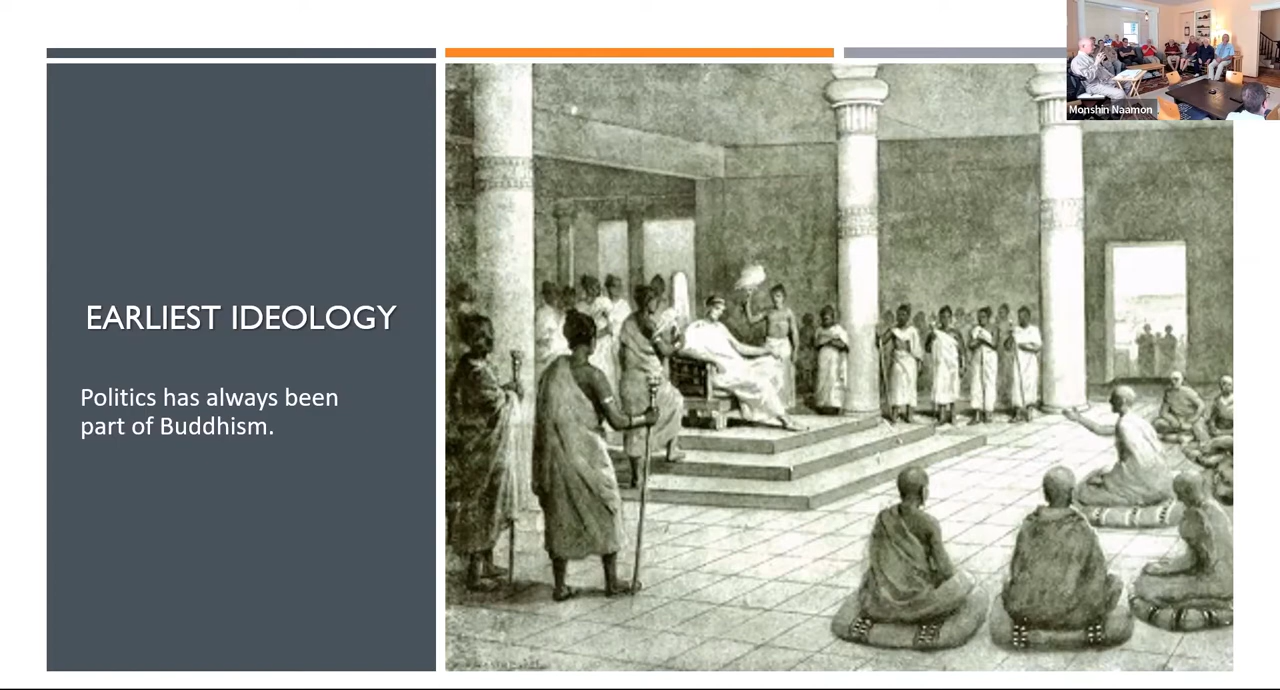 EARLIEST IDEOLOGY
Politics has always been
part of Buddhism.
Monshin Naamon